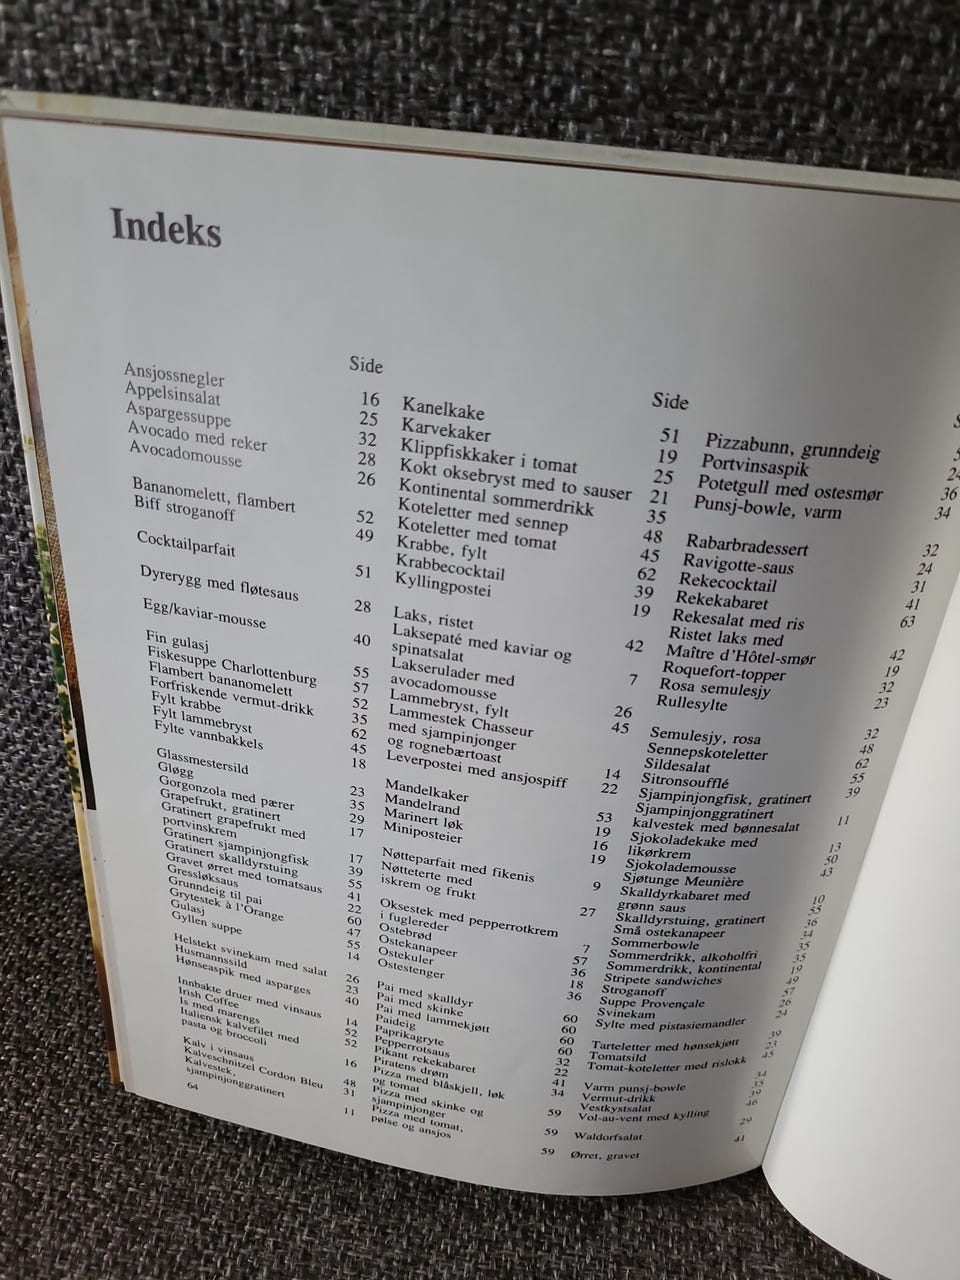 Indeks
Side
Ansjossnegler 16
Appelsinsalat 25
Aspargessuppe 32
Avocado med reker 28
Avocadomousse 26
Bananomelett, flambert 52
Biff stroganoff 49
Cocktailparfait 51
Dyrerygg med fløtesaus 28
Egg/kaviar-mousse 40
Fin gulasj 55
Fiskesuppe Charlottenburg 57
Flambert bananomelett 52
Forfriskende vermut-drikk 35
Fylt krabbe 62
Fylt lammebryst 45
Fylte vannbakkels 18
Glassmestersild 23
Gløgg 35
Gorgonzola med pærer 29
Grapefrukt, gratinert 17
Gratinert grapefrukt med
portvinskrem 17
Gratinert sjampinjongfisk 39
Gratinert skalldyrstuing 55
Gravet ørret med tomatsaus 41
Gressløksaus 22
Grunndeig til pai 60
Grytestek à l'Orange 47
Gulasj 55
Gyllen suppe 14
Helstekt svinekam med salat 26
Husmannssild 23
Hønseaspik med asparges 40
Innbakte druer med vinsaus 14
Irish Coffee 52
Is med marengs 52
Italiensk kalvefilet med
pasta og broccoli 16
Kalv i vinsaus 48
Kalveschnitzel Cordon Bleu 31
Kalvestek,
sjampinjonggratinert 11
64
Side
Kanelkake 51
Karvekaker 19
Klippfiskkaker i tomat 25
Kokt oksebryst med to sauser 21
Kontinental sommerdrikk 35
Koteletter med sennep 48
Koteletter med tomat 45
Krabbe, fylt 62
Krabbecocktail 39
Kyllingpostei 19
Laks, ristet 42
Laksepaté med kaviar og
spinatsalat 7
Lakserulader med
avocadomousse 26
Lammebryst, fylt 45
Lammestek Chasseur
med sjampinjonger
og rognebærtoast 14
Leverpostei med ansjospiff 22
Mandelkaker 53
Mandelrand 19
Marinert løk 16
Miniposteier 19
Nøtteparfait med fikenis 9
Nøtteterte med
iskrem og frukt 27
Oksestek med pepperrotkrem
i fuglereder 7
Ostebrød 57
Ostekanapeer 36
Ostekuler 18
Ostestenger 36
Pai med skalldyr 60
Pai med skinke 60
Pai med lammekjøtt 60
Paideig 60
Paprikagryte 32
Pepperrotsaus 22
Pikant rekekabaret 41
Piratens drøm 34
Pizza med blåskjell, løk
og tomat 59
Pizza med skinke og
sjampinjonger 59
Pizza med tomat,
pølse og ansjos 59
S
Pizzabunn, grunndeig 5
Portvinsaspik 24
Potetgull med ostesmør 36
Punsj-bowle, varm 34
Rabarbradessert 32
Ravigotte-saus 24
Rekecocktail 31
Rekekabaret 41
Rekesalat med ris 63
Ristet laks med
Maître d'Hôtel-smør 42
Roquefort-topper 19
Rosa semulesjy 32
Rullesylte 23
Semulesjy, rosa 32
Sennepskoteletter 48
Sildesalat 62
Sitronsoufflé 55
Sjampinjongfisk, gratinert 39
Sjampinjonggratinert
kalvestek med bønnesalat 11
Sjokoladekake med
likørkrem 13
Sjokolademousse 50
Sjøtunge Meunière 43
Skalldyrkabaret med
grønn saus 10
Skalldyrstuing, gratinert 55
Små ostekanapeer 36
Sommerbowle 34
Sommerdrikk, alkoholfri 35
Sommerdrikk, kontinental 35
Stripete sandwiches 19
Stroganoff 49
Suppe Provençale 57
Svinekam 26
Sylte med pistasiemandler 24
Tarteletter med hønsekjøtt 39
Tomatsild 23
Tomat-koteletter med rislokk 45
Varm punsj-bowle 34
Vermut-drikk 35
Vestkystsalat 39
Vol-au-vent med kylling 46
Waldorfsalat 29
Ørret, gravet 41